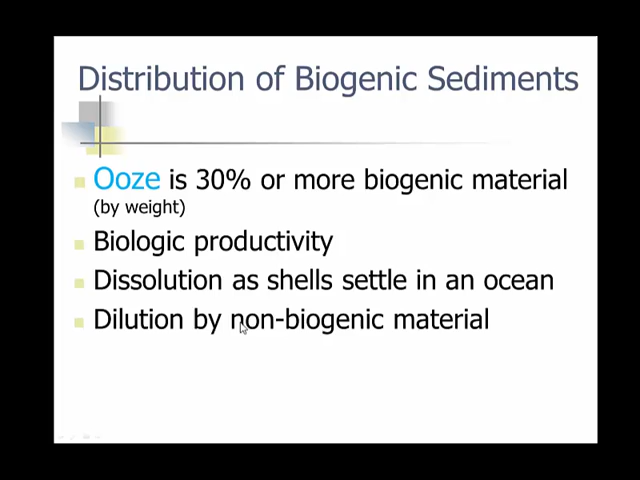 Distribution of Biogenic Sediments
Ooze is 30% or more biogenic material
(by weight)
Biologic productivity
Dissolution as shells settle in an ocean
Dilution by non-biogenic material